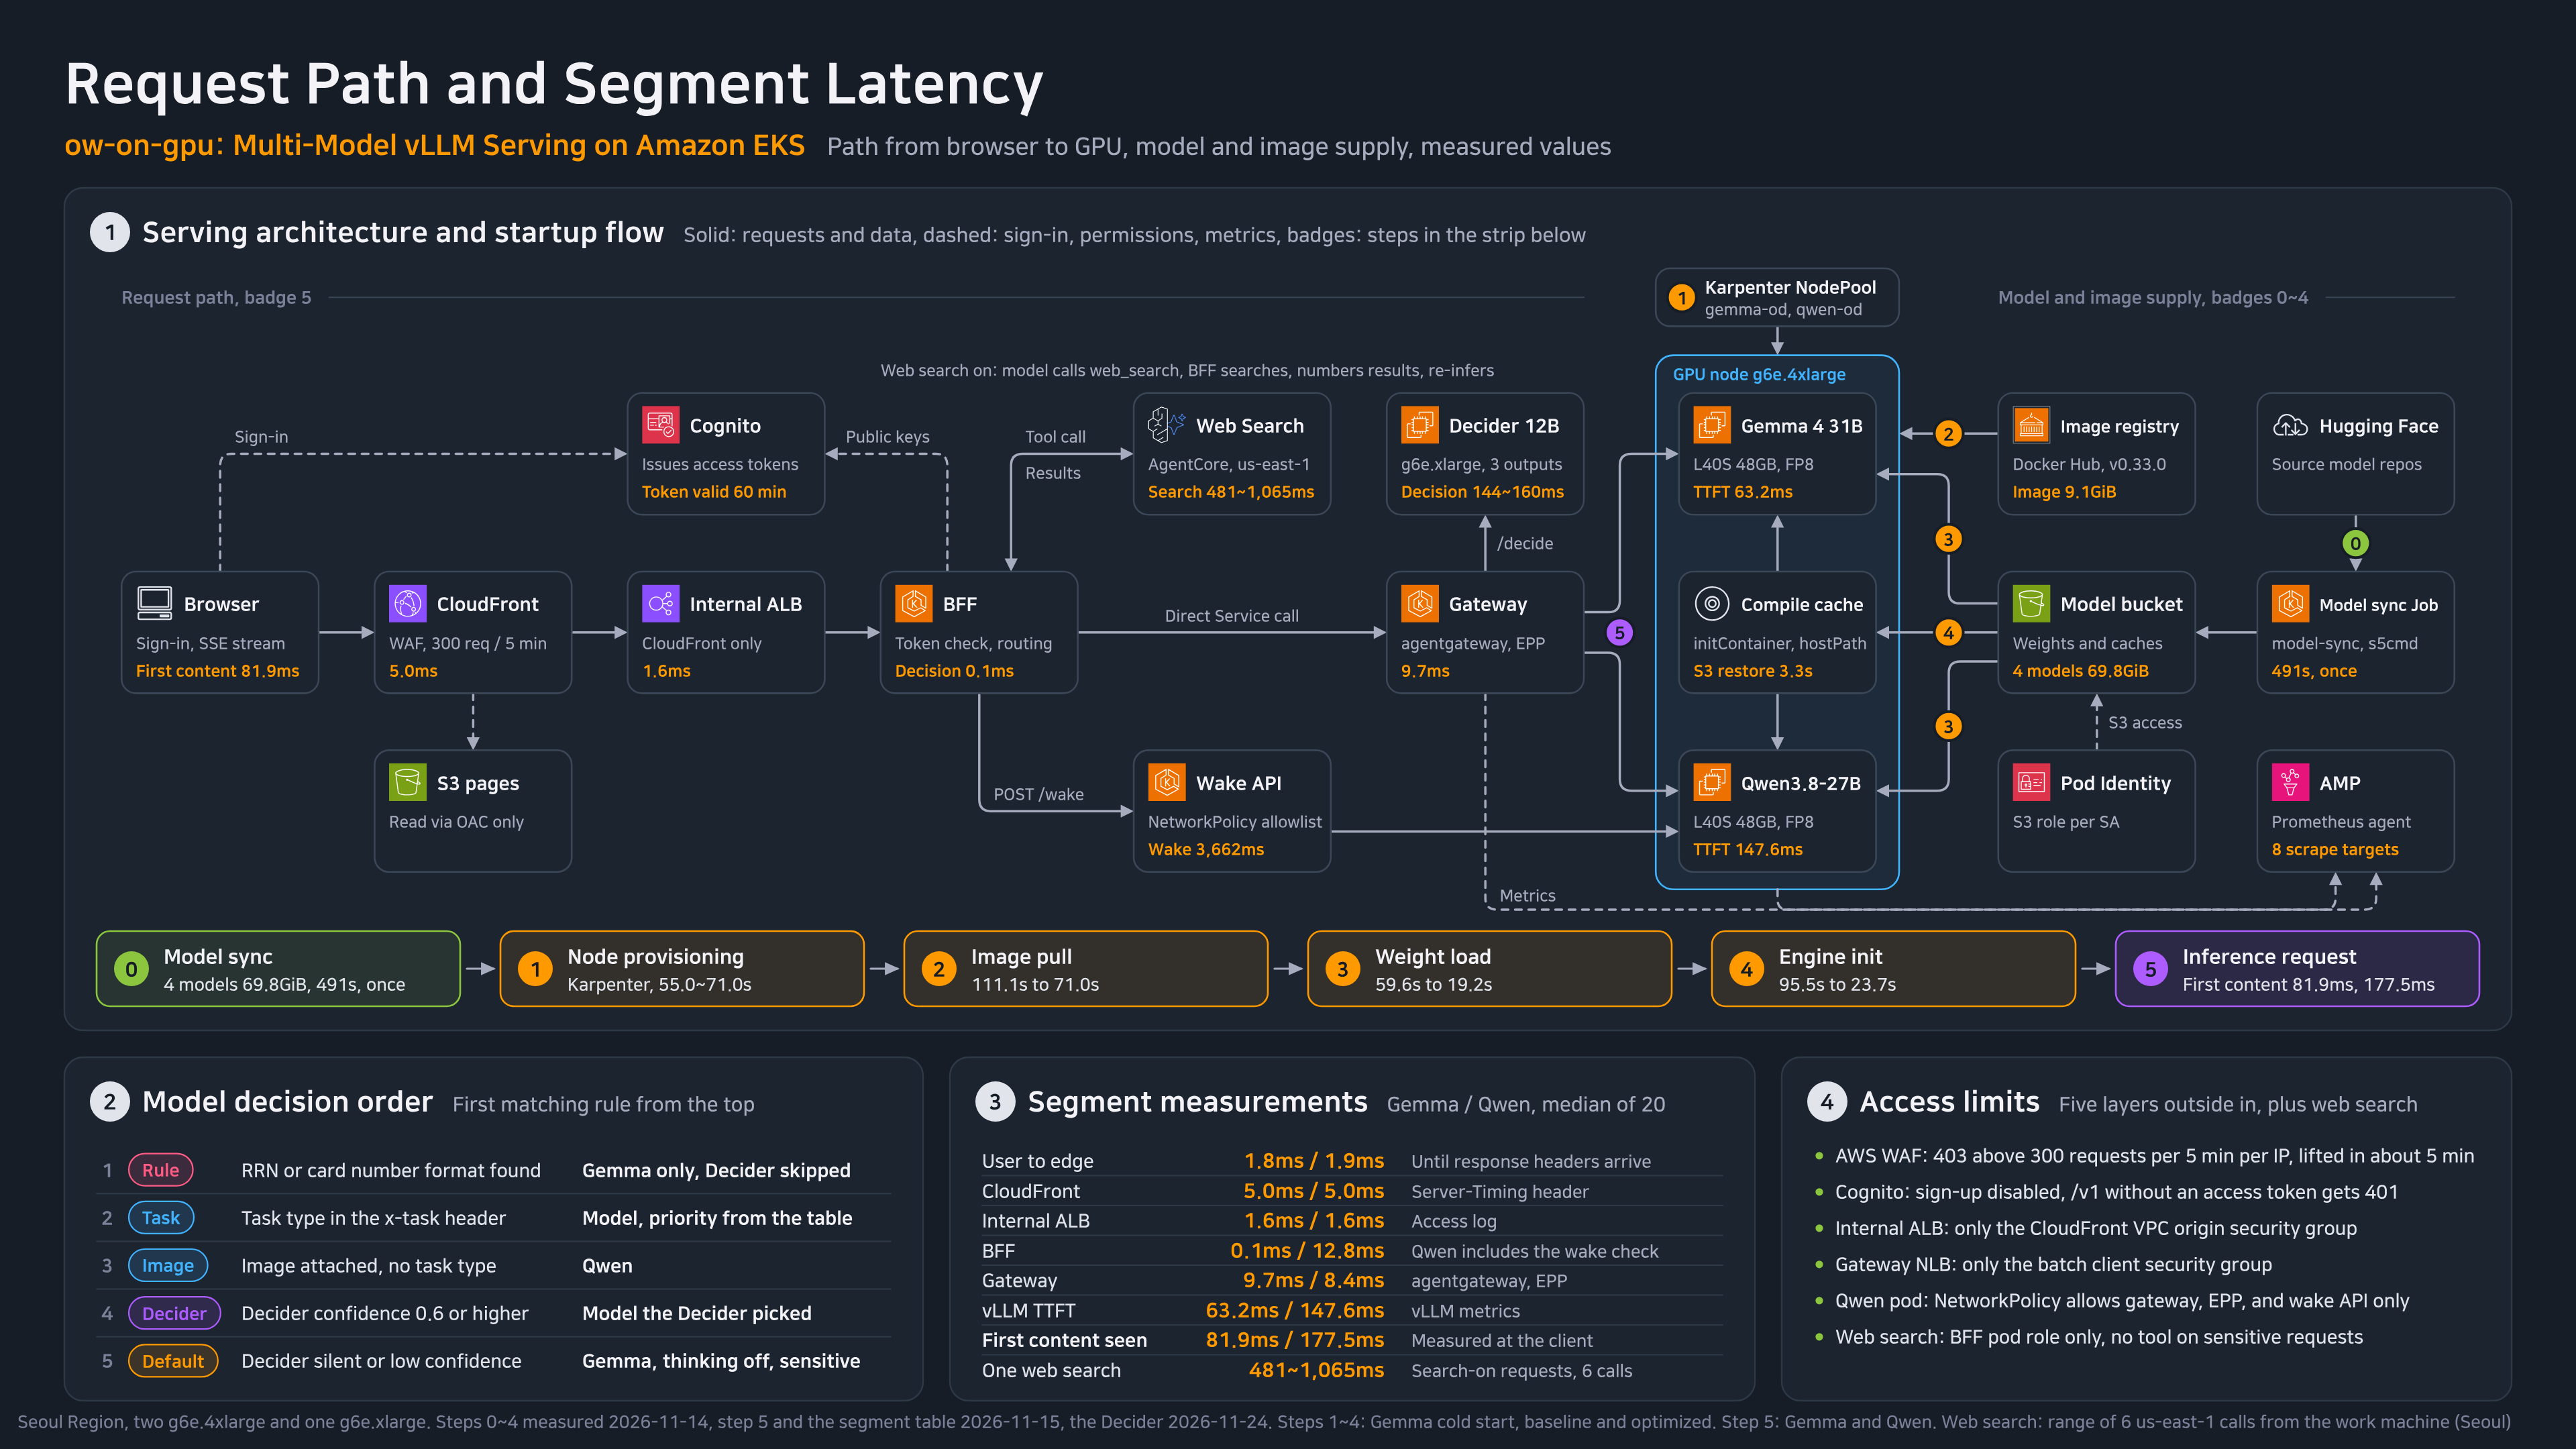 Request Path and Segment Latency
ow-on-gpu: Multi-Model vLLM Serving on Amazon EKS Path from browser to GPU, model and image supply, measured values
1 Serving architecture and startup flow Solid: requests and data, dashed: sign-in, permissions, metrics, badges: steps in the strip below
Request path, badge 5
1 Karpenter NodePool
gemma-od, qwen-od
Model and image supply, badges 0~4
Web search on: model calls web_search, BFF searches, numbers results, re-infers
GPU node g6e.4xlarge
Sign-in
Cognito
Issues access tokens
Token valid 60 min
Public keys
Tool call
Results
Web Search
AgentCore, us-east-1
Search 481~1,065ms
Decider 12B
g6e.xlarge, 3 outputs
Decision 144~160ms
Gemma 4 31B
L40S 48GB, FP8
TTFT 63.2ms
2
Image registry
Docker Hub, v0.33.0
Image 9.1GiB
Hugging Face
Source model repos
/decide
3
0
Browser
Sign-in, SSE stream
First content 81.9ms
CloudFront
WAF, 300 req / 5 min
5.0ms
Internal ALB
CloudFront only
1.6ms
BFF
Token check, routing
Decision 0.1ms
Direct Service call
Gateway
agentgateway, EPP
9.7ms
5
Compile cache
initContainer, hostPath
S3 restore 3.3s
4
Model bucket
Weights and caches
4 models 69.8GiB
Model sync Job
model-sync, s5cmd
491s, once
3
S3 access
S3 pages
Read via OAC only
POST /wake
Wake API
NetworkPolicy allowlist
Wake 3,662ms
Qwen3.8-27B
L40S 48GB, FP8
TTFT 147.6ms
Pod Identity
S3 role per SA
AMP
Prometheus agent
8 scrape targets
Metrics
0 Model sync
4 models 69.8GiB, 491s, once
1 Node provisioning
Karpenter, 55.0~71.0s
2 Image pull
111.1s to 71.0s
3 Weight load
59.6s to 19.2s
4 Engine init
95.5s to 23.7s
5 Inference request
First content 81.9ms, 177.5ms
2 Model decision order First matching rule from the top
1 Rule RRN or card number format found Gemma only, Decider skipped
2 Task Task type in the x-task header Model, priority from the table
3 Image Image attached, no task type Qwen
4 Decider Decider confidence 0.6 or higher Model the Decider picked
5 Default Decider silent or low confidence Gemma, thinking off, sensitive
3 Segment measurements Gemma / Qwen, median of 20
User to edge 1.8ms / 1.9ms Until response headers arrive
CloudFront 5.0ms / 5.0ms Server-Timing header
Internal ALB 1.6ms / 1.6ms Access log
BFF 0.1ms / 12.8ms Qwen includes the wake check
Gateway 9.7ms / 8.4ms agentgateway, EPP
vLLM TTFT 63.2ms / 147.6ms vLLM metrics
First content seen 81.9ms / 177.5ms Measured at the client
One web search 481~1,065ms Search-on requests, 6 calls
4 Access limits Five layers outside in, plus web search
• AWS WAF: 403 above 300 requests per 5 min per IP, lifted in about 5 min
• Cognito: sign-up disabled, /v1 without an access token gets 401
• Internal ALB: only the CloudFront VPC origin security group
• Gateway NLB: only the batch client security group
• Qwen pod: NetworkPolicy allows gateway, EPP, and wake API only
• Web search: BFF pod role only, no tool on sensitive requests
Seoul Region, two g6e.4xlarge and one g6e.xlarge. Steps 0~4 measured 2026-11-14, step 5 and the segment table 2026-11-15, the Decider 2026-11-24. Steps 1~4: Gemma cold start, baseline and optimized. Step 5: Gemma and Qwen. Web search: range of 6 us-east-1 calls from the work machine (Seoul)